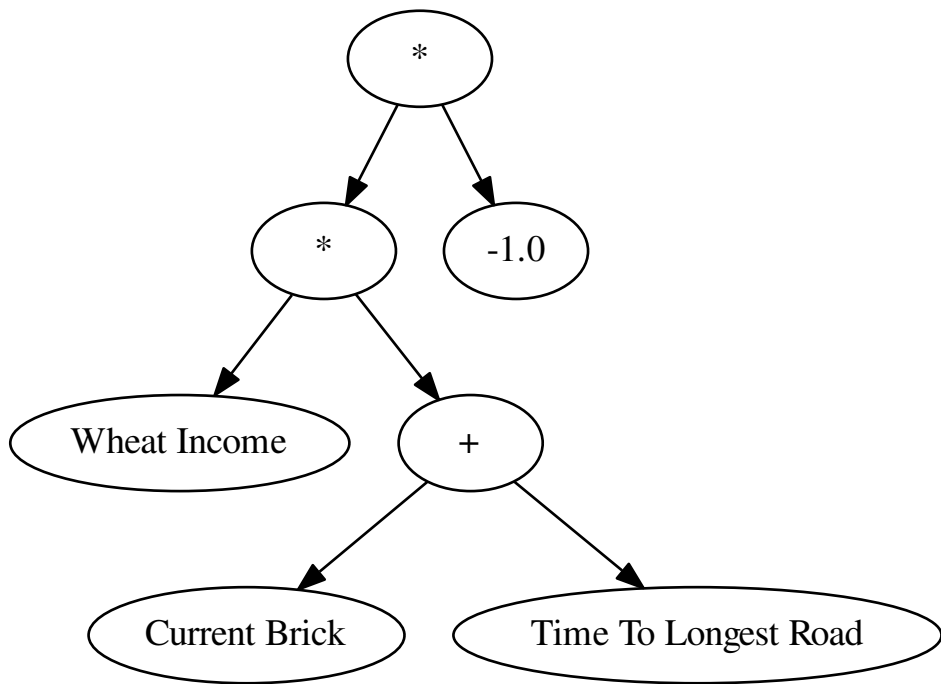 *
*
-1.0
Wheat Income
+
Current Brick
Time To Longest Road